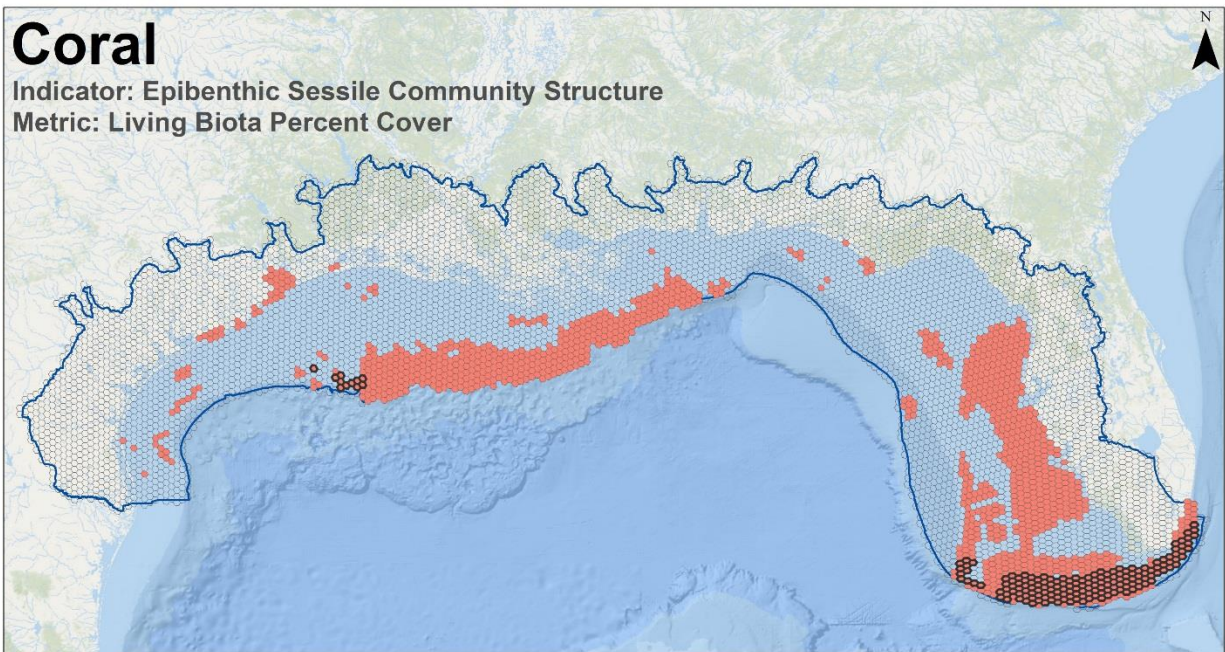 Coral
N
Indicator: Epibenthic Sessile Community Structure
Metric: Living Biota Percent Cover